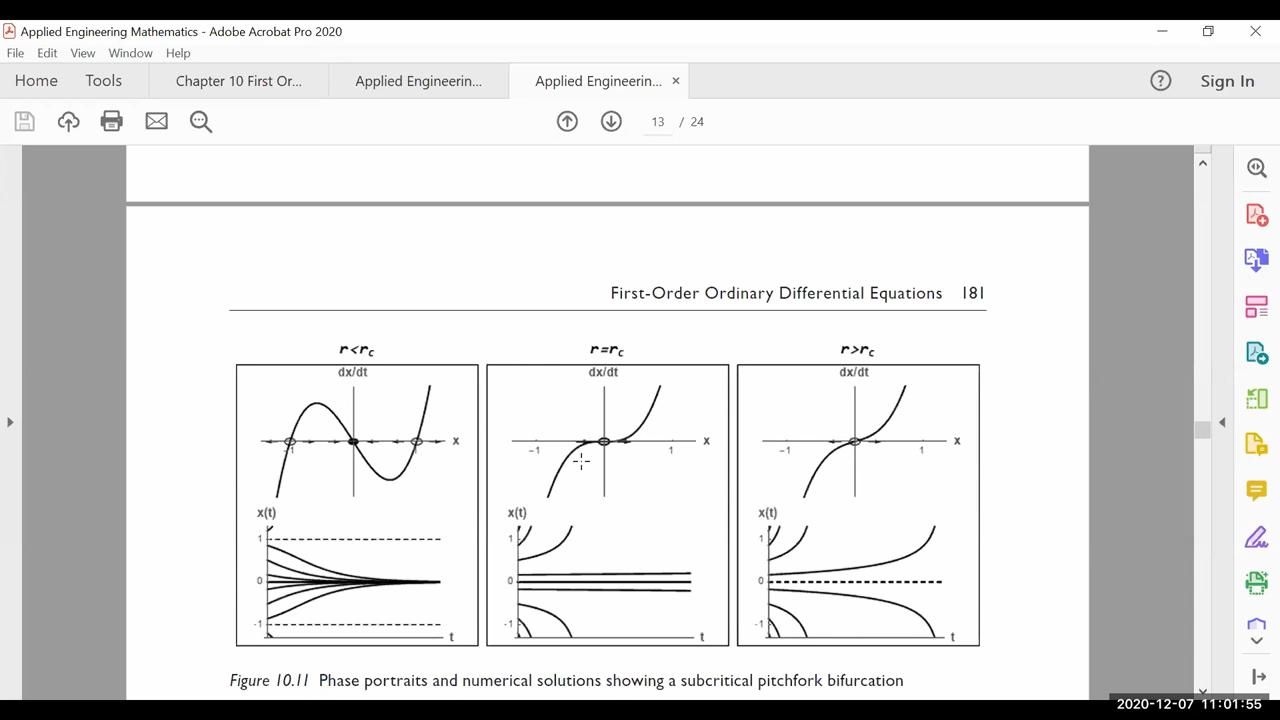 Applied Engineering Mathematics - Adobe Acrobat Pro 2020
File Edit View Window Help
Home Tools Chapter 10 First Or... Applied Engineerin... Applied Engineerin... ×
? Sign In
13 / 24
First-Order Ordinary Differential Equations 181
r<rc r=rc r>rc
dx/dt dx/dt dx/dt
x x x
-1 1 -1 1 -1 1
x(t) x(t) x(t)
1 1 1
0 0 0
-1 -1 -1
t t t
Figure 10.11 Phase portraits and numerical solutions showing a subcritical pitchfork bifurcation
2020-12-07 11:01:55